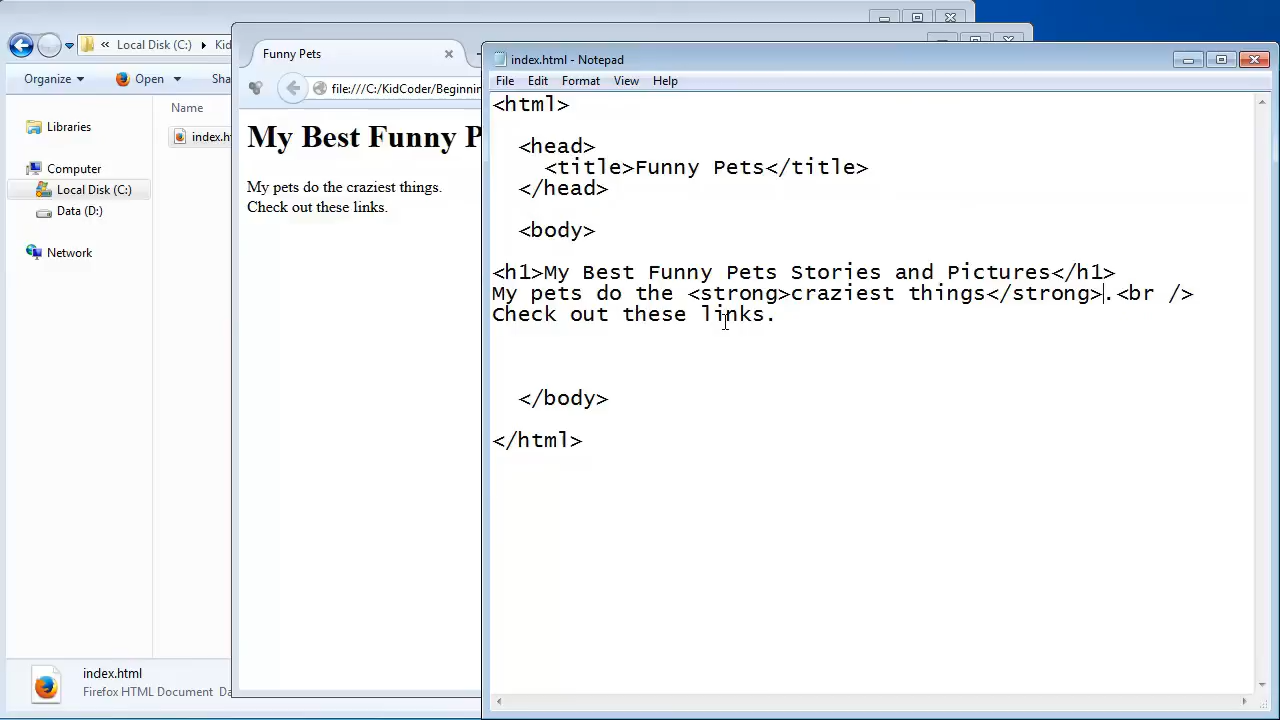 « Local Disk (C:) ▸ Kid
Organize Open Sha
Libraries
Computer
Local Disk (C:)
Data (D:)
Network
Name
index.h
index.html
Firefox HTML Document Da
Funny Pets
file:///C:/KidCoder/Beginnin
My Best Funny P
My pets do the craziest things.
Check out these links.
index.html - Notepad
File Edit Format View Help
<html>
<head>
<title>Funny Pets</title>
</head>
<body>
<h1>My Best Funny Pets Stories and Pictures</h1>
My pets do the <strong>craziest things</strong>.<br />
Check out these links.
</body>
</html>